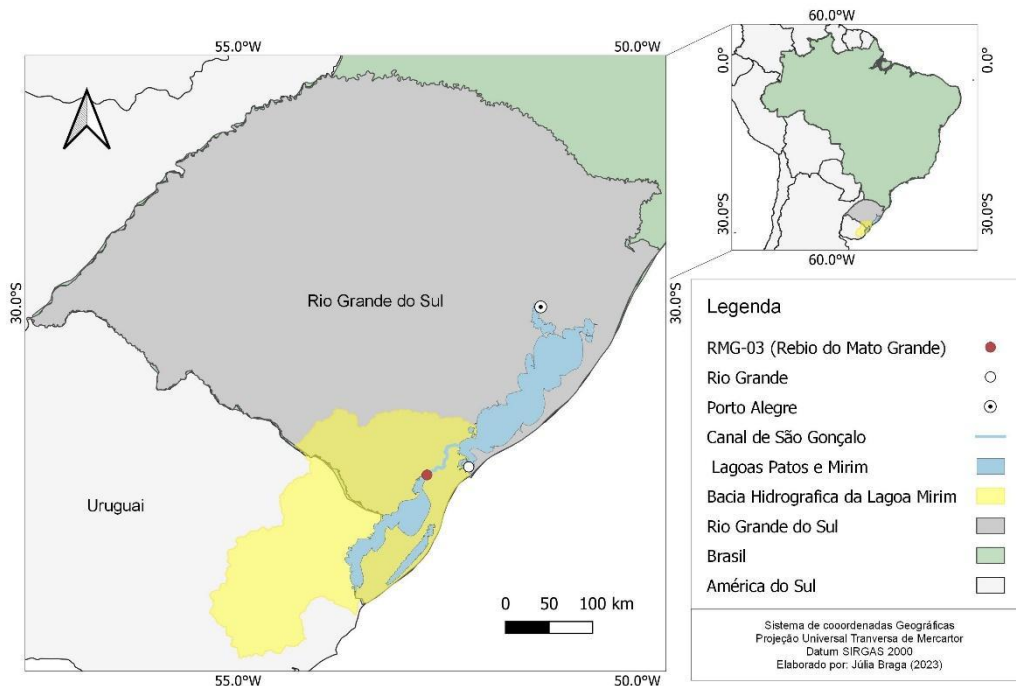 60.0°W
55.0°W
50.0°W
0.0°
0.0°
30.0°S
30.0°S
60.0°W
30.0°S
30.0°S
Rio Grande do Sul
Uruguai
0 50 100 km
55.0°W
50.0°W
Legenda
RMG-03 (Rebio do Mato Grande)
Rio Grande
Porto Alegre
Canal de São Gonçalo
Lagoas Patos e Mirim
Bacia Hidrografica da Lagoa Mirim
Rio Grande do Sul
Brasil
América do Sul
Sistema de cooordenadas Geográficas
Projeção Universal Tranversa de Mercartor
Datum SIRGAS 2000
Elaborado por: Júlia Braga (2023)